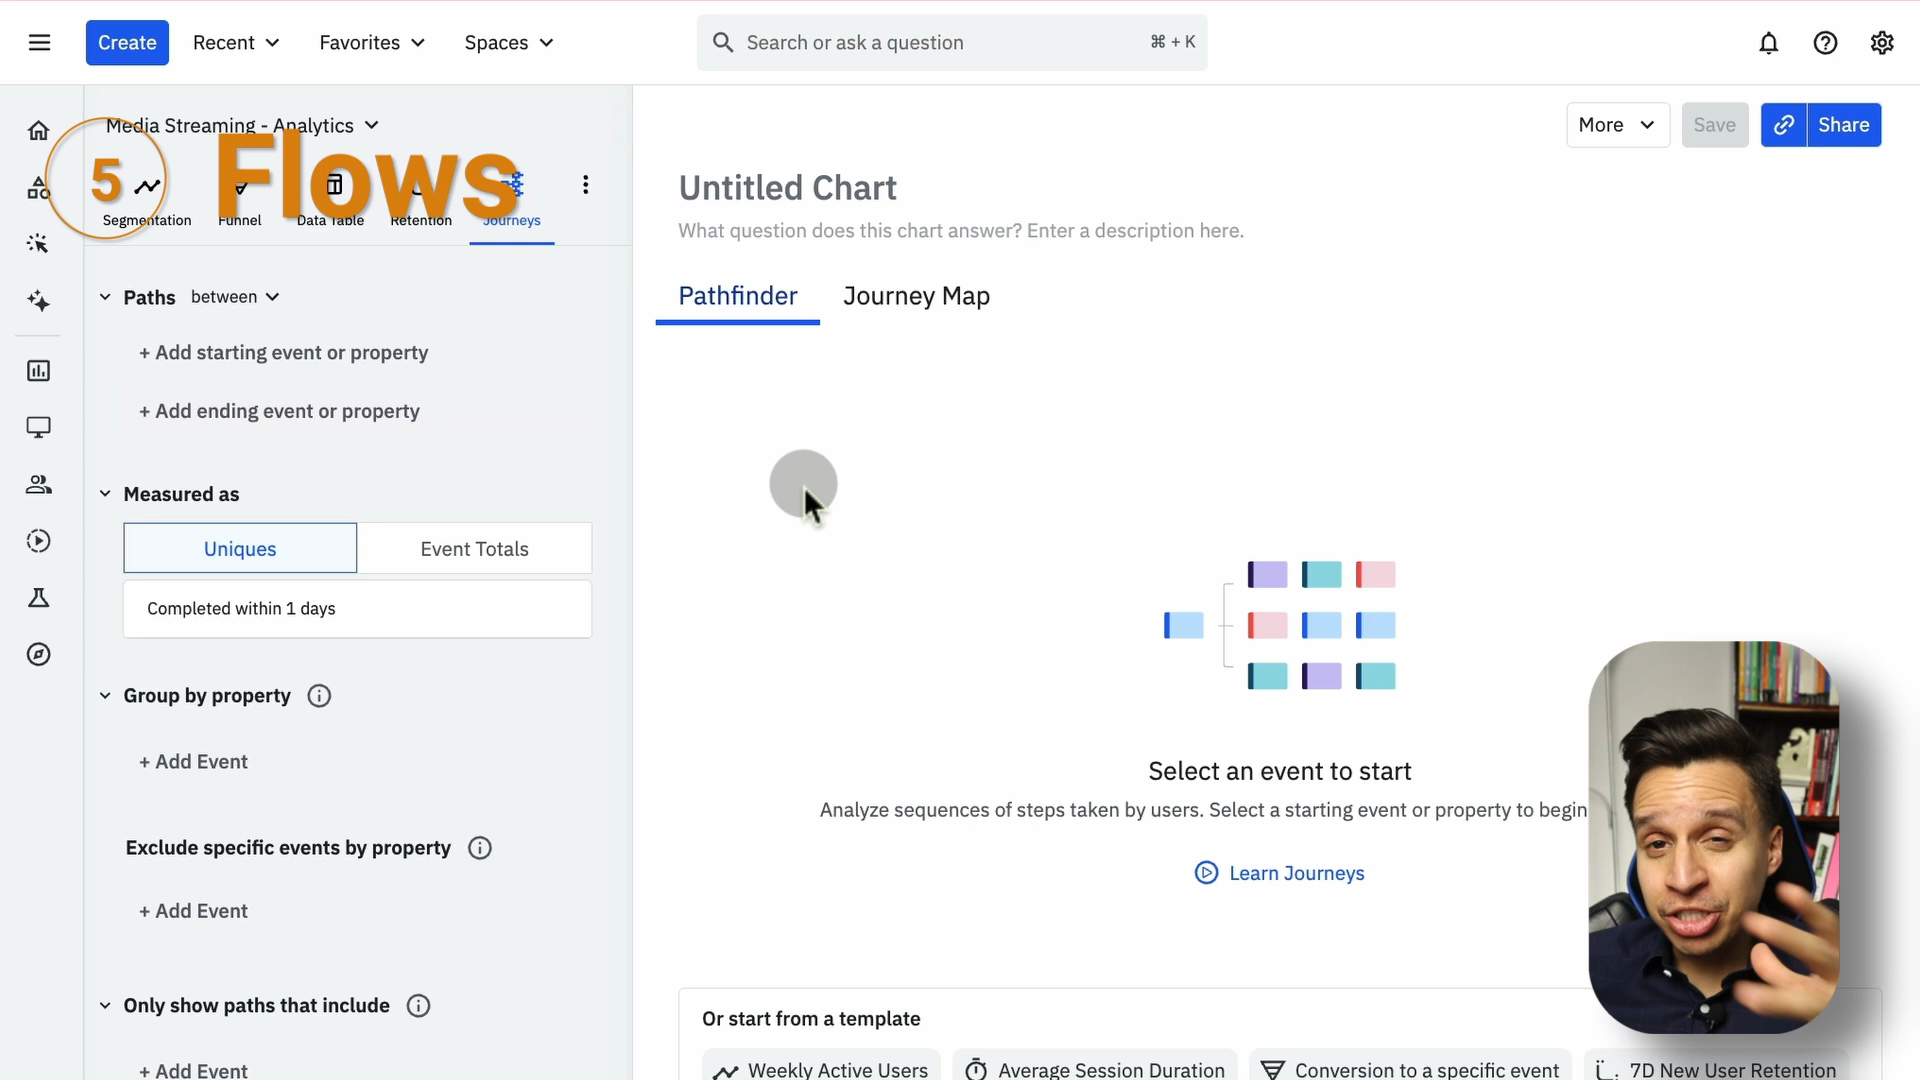 Create
Recent
Favorites
Spaces
Search or ask a question
⌘ + K
Media Streaming - Analytics
5 Flows
Segmentation
Funnel
Data Table
Retention
Journeys
More
Save
Share
Untitled Chart
What question does this chart answer? Enter a description here.
Pathfinder
Journey Map
Paths between
+ Add starting event or property
+ Add ending event or property
Measured as
Uniques
Event Totals
Completed within 1 days
Group by property
+ Add Event
Exclude specific events by property
+ Add Event
Only show paths that include
+ Add Event
Select an event to start
Analyze sequences of steps taken by users. Select a starting event or property to begin
Learn Journeys
Or start from a template
Weekly Active Users
Average Session Duration
Conversion to a specific event
7D New User Retention